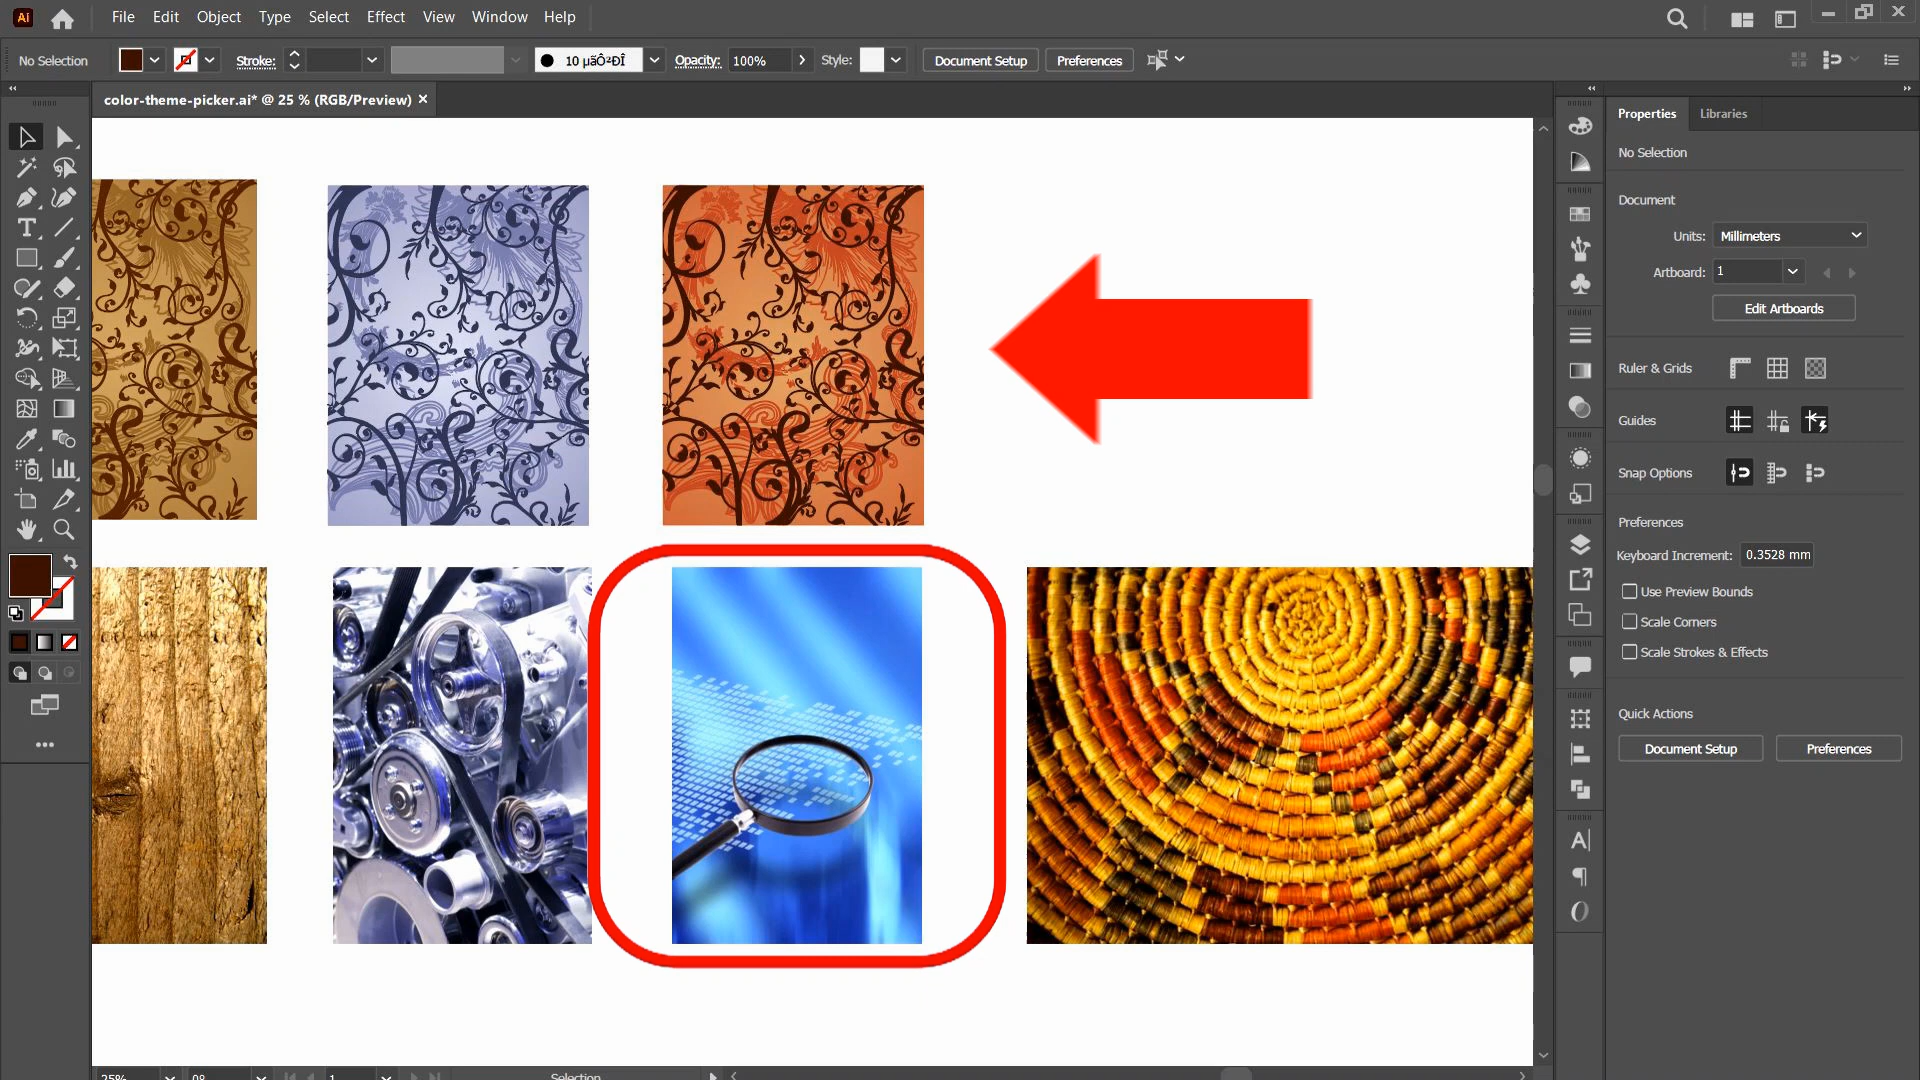 Ai File Edit Object Type Select Effect View Window Help
No Selection Stroke: 10 µãÔ²ÐÎ Opacity: 100% Style: Document Setup Preferences
color-theme-picker.ai* @ 25 % (RGB/Preview) ×
Properties Libraries
No Selection
Document
Units: Millimeters
Artboard: 1
Edit Artboards
Ruler & Grids
Guides
Snap Options
Preferences
Keyboard Increment: 0.3528 mm
Use Preview Bounds
Scale Corners
Scale Strokes & Effects
Quick Actions
Document Setup Preferences
25% 0° 1 Selection